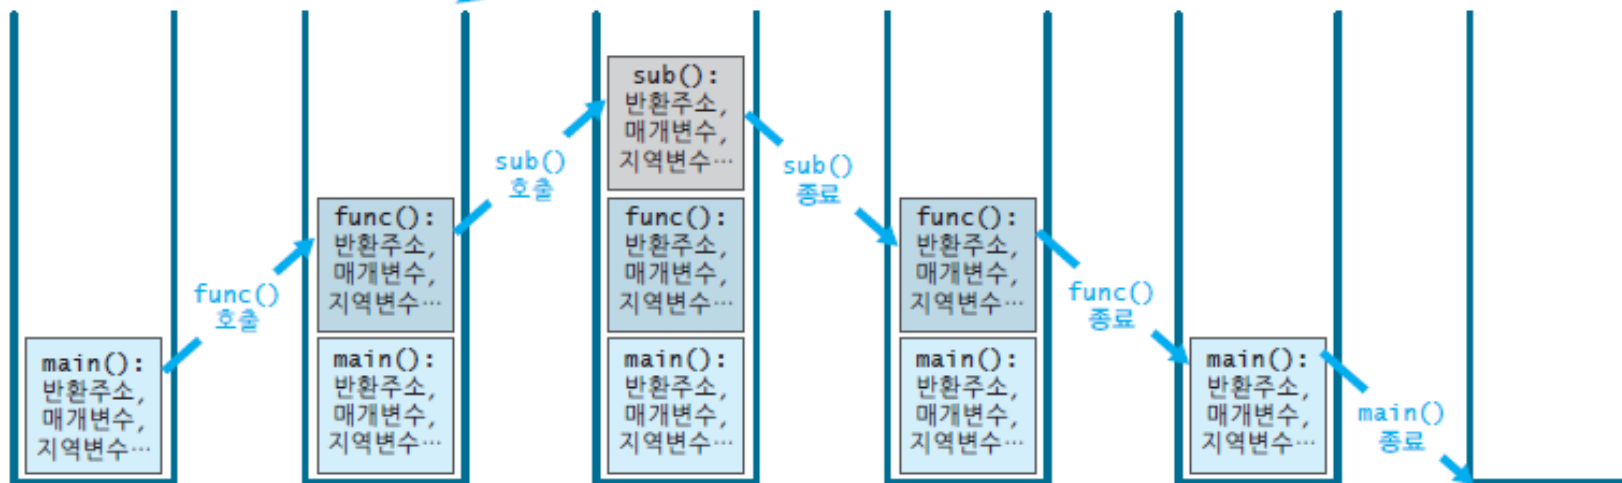 main():
반환주소,
매개변수,
지역변수…
func()
호출
func():
반환주소,
매개변수,
지역변수…
main():
반환주소,
매개변수,
지역변수…
sub()
호출
sub():
반환주소,
매개변수,
지역변수…
func():
반환주소,
매개변수,
지역변수…
main():
반환주소,
매개변수,
지역변수…
sub()
종료
func():
반환주소,
매개변수,
지역변수…
main():
반환주소,
매개변수,
지역변수…
func()
종료
main():
반환주소,
매개변수,
지역변수…
main()
종료